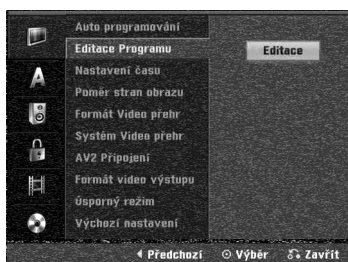 Auto programování
Editace Programu
Editace
Nastavení času
Poměr stran obrazu
Formát Video přehr
Systém Video přehr
AV2 Připojení
Formát video výstupu
Úsporný režim
Výchozí nastavení
Předchozí Výběr Zavřít